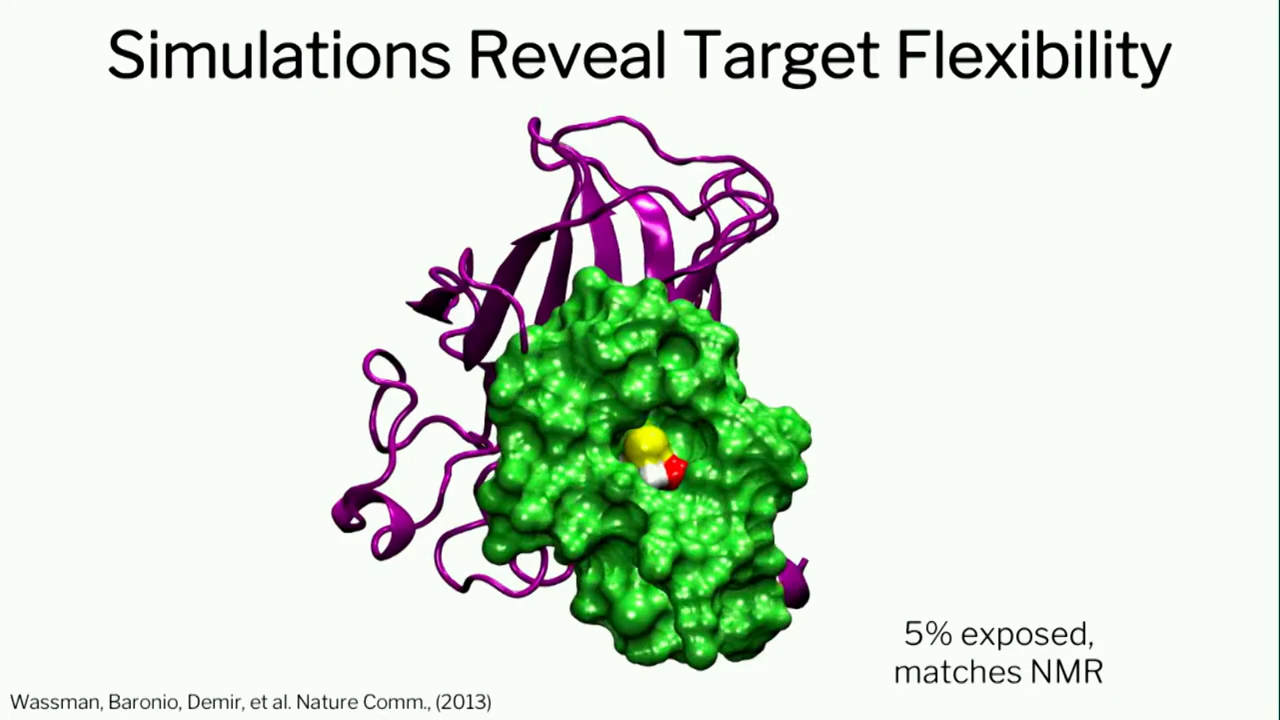 Simulations Reveal Target Flexibility
5% exposed,
matches NMR
Wassman, Baronio, Demir, et al. Nature Comm., (2013)